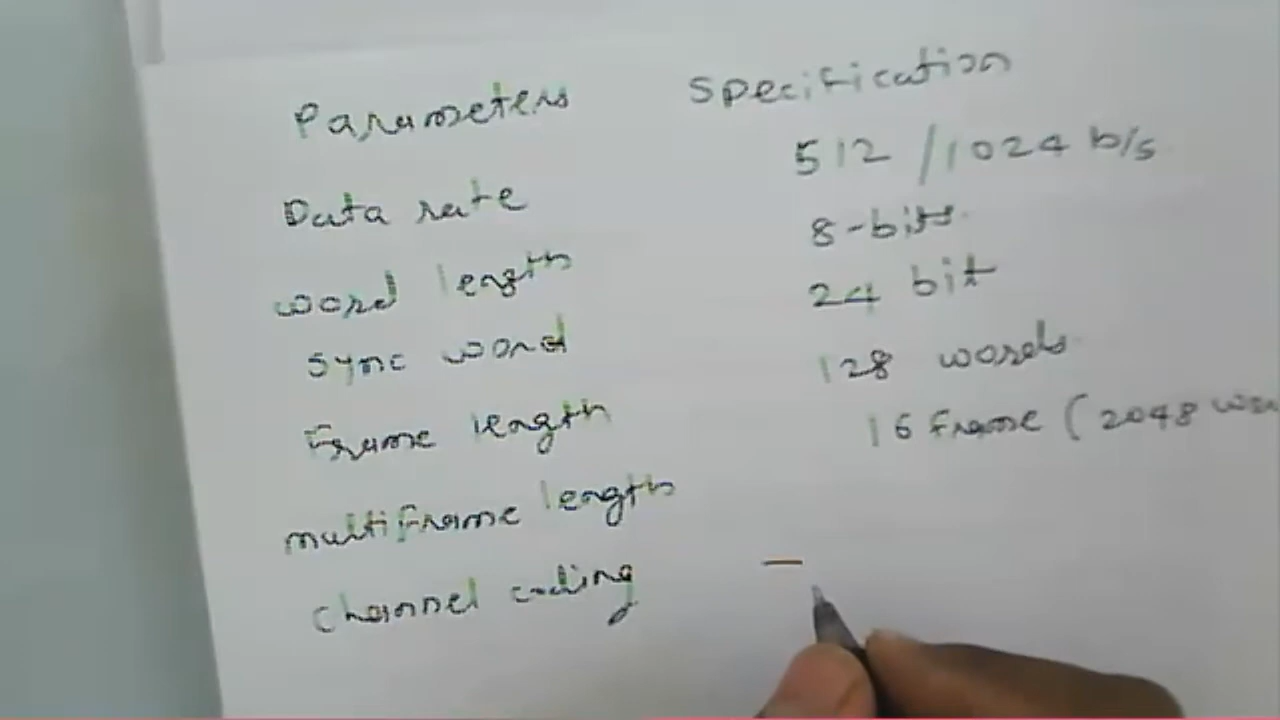 Parameters Specification
Data rate 512/1024 b/s
word length 8-bits
Sync word 24 bit
Frame length 128 words
multiFrame length 16 Frame (2048
Channel coding —